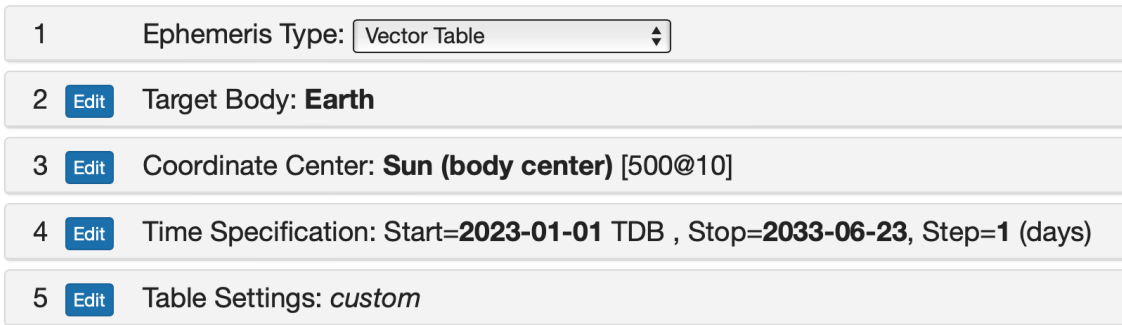 1 Ephemeris Type: Vector Table
2 Edit Target Body: Earth
3 Edit Coordinate Center: Sun (body center) [500@10]
4 Edit Time Specification: Start=2023-01-01 TDB , Stop=2033-06-23, Step=1 (days)
5 Edit Table Settings: custom